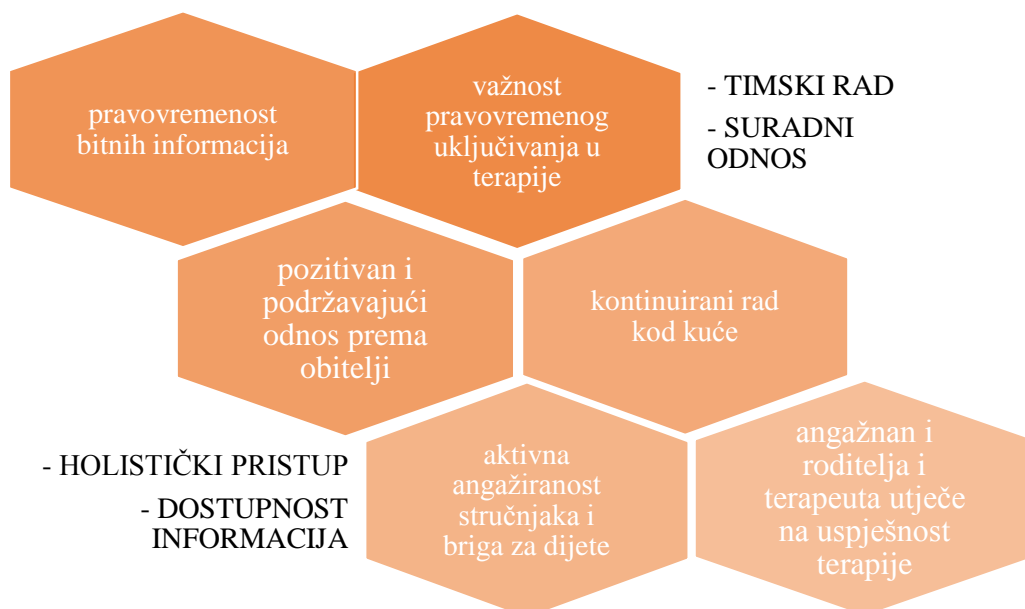 pravovremenost
bitnih informacija
važnost
pravovremenog
uključivanja u
terapije
- TIMSKI RAD
- SURADNI
ODNOS
pozitivan i
podržavajući
odnos prema
obitelji
kontinuirani rad
kod kuće
- HOLISTIČKI PRISTUP
- DOSTUPNOST
INFORMACIJA
aktivna
angažiranost
stručnjaka i
briga za dijete
angažnan i
roditelja i
terapeuta utječe
na uspješnost
terapije